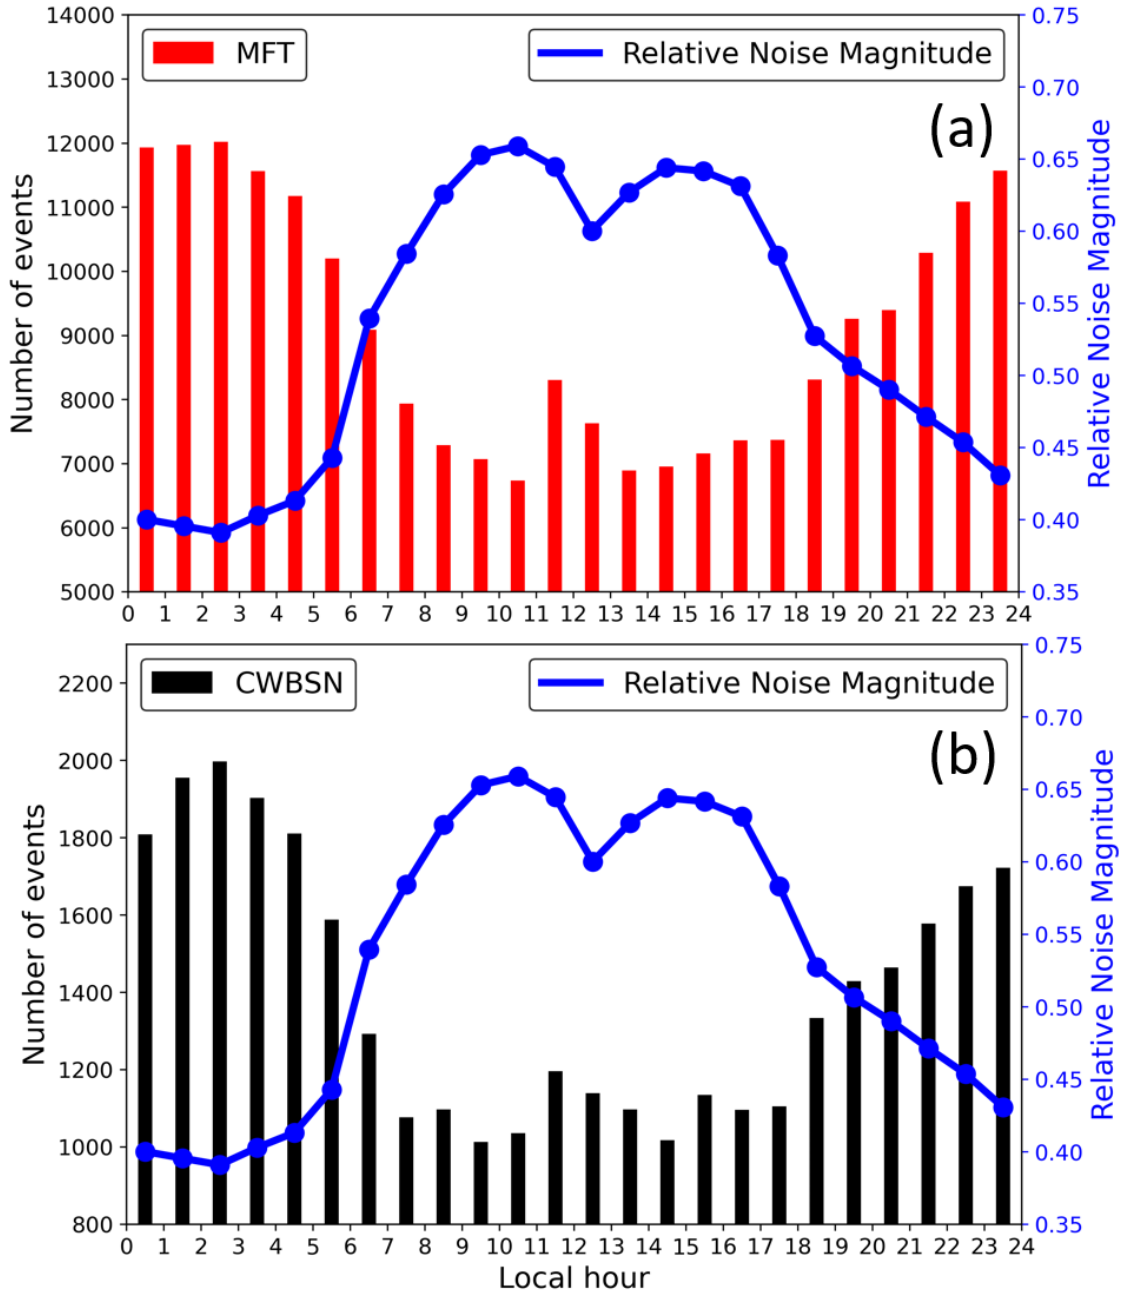 MFT
Relative Noise Magnitude
(a)
14000
13000
12000
11000
10000
9000
8000
7000
6000
5000
Number of events
0.75
0.70
0.65
0.60
0.55
0.50
0.45
0.40
0.35
Relative Noise Magnitude
0 1 2 3 4 5 6 7 8 9 10 11 12 13 14 15 16 17 18 19 20 21 22 23 24
CWBSN
Relative Noise Magnitude
(b)
2200
2000
1800
1600
1400
1200
1000
800
Number of events
0.75
0.70
0.65
0.60
0.55
0.50
0.45
0.40
0.35
Relative Noise Magnitude
0 1 2 3 4 5 6 7 8 9 10 11 12 13 14 15 16 17 18 19 20 21 22 23 24
Local hour